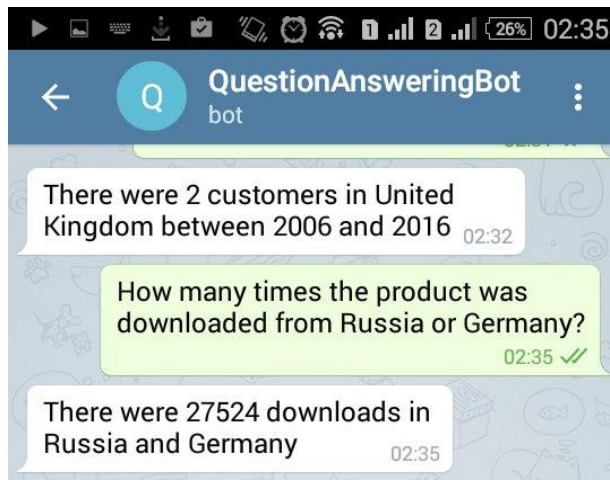 1 2 26% 02:35
Q QuestionAnsweringBot
bot
There were 2 customers in United
Kingdom between 2006 and 2016 02:32
How many times the product was
downloaded from Russia or Germany?
02:35
There were 27524 downloads in
Russia and Germany 02:35